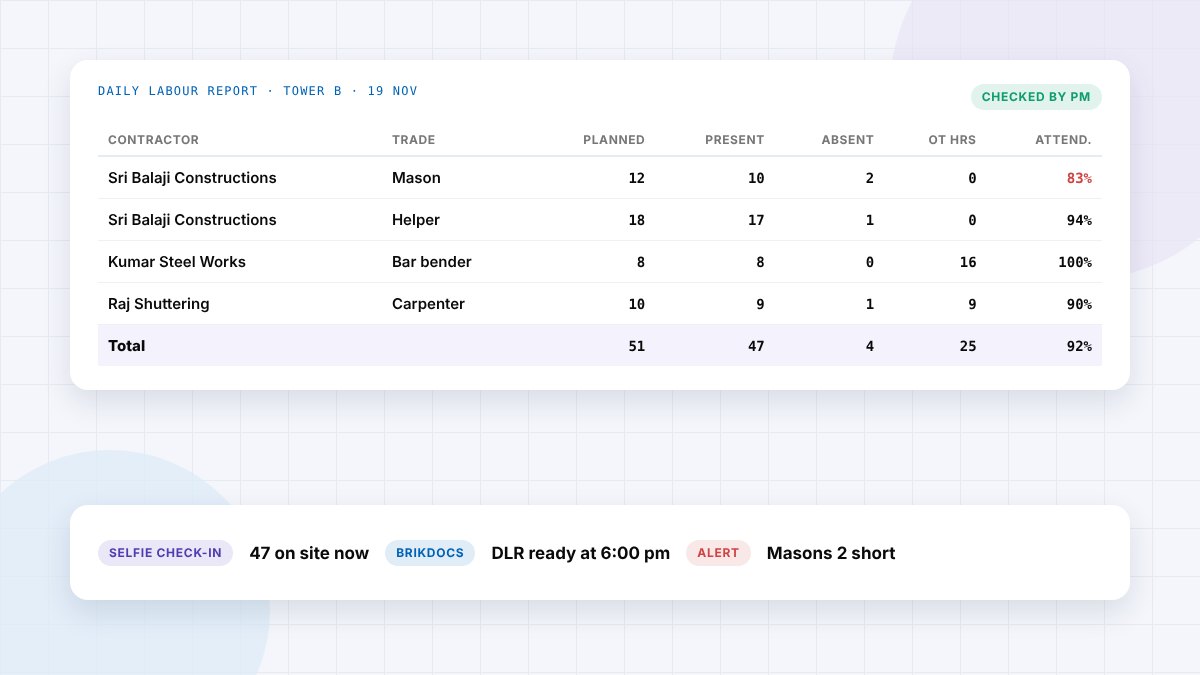 DAILY LABOUR REPORT · TOWER B · 19 NOV
CHECKED BY PM
CONTRACTOR TRADE PLANNED PRESENT ABSENT OT HRS ATTEND.
Sri Balaji Constructions Mason 12 10 2 0 83%
Sri Balaji Constructions Helper 18 17 1 0 94%
Kumar Steel Works Bar bender 8 8 0 16 100%
Raj Shuttering Carpenter 10 9 1 9 90%
Total 51 47 4 25 92%
SELFIE CHECK-IN 47 on site now BRIKDOCS DLR ready at 6:00 pm ALERT Masons 2 short